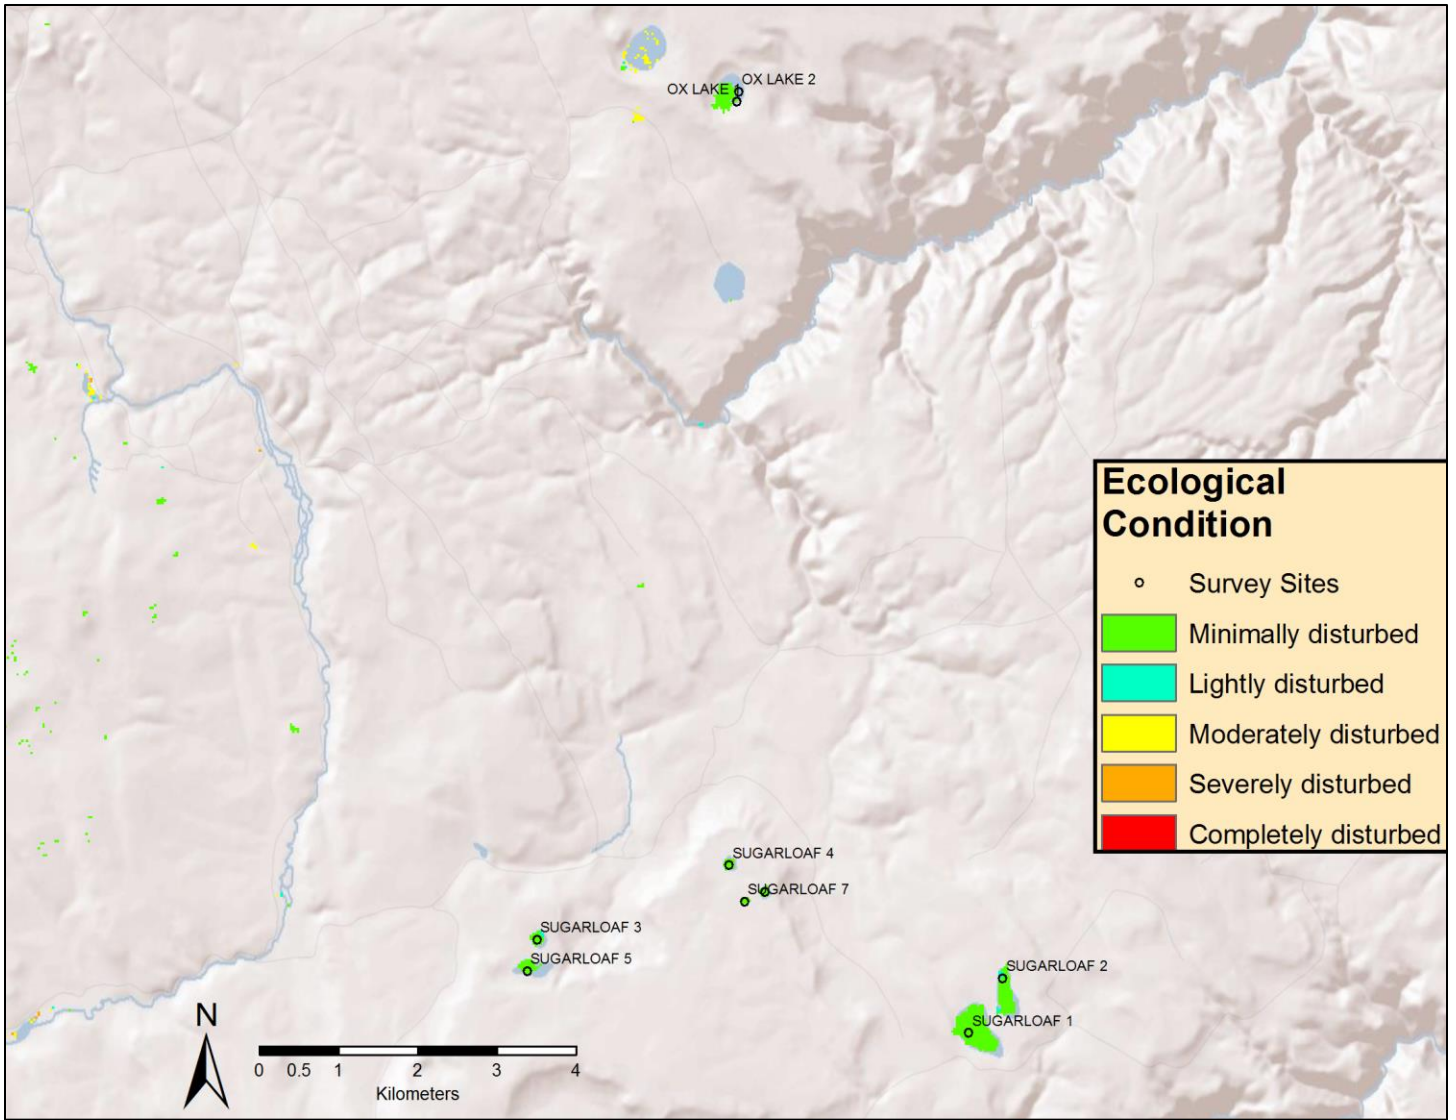 OX LAKE 2
OX LAKE 1
Ecological
Condition
Survey Sites
Minimally disturbed
Lightly disturbed
Moderately disturbed
Severely disturbed
Completely disturbed
SUGARLOAF 4
SUGARLOAF 7
SUGARLOAF 3
SUGARLOAF 5
SUGARLOAF 2
SUGARLOAF 1
N
0 0.5 1 2 3 4
Kilometers